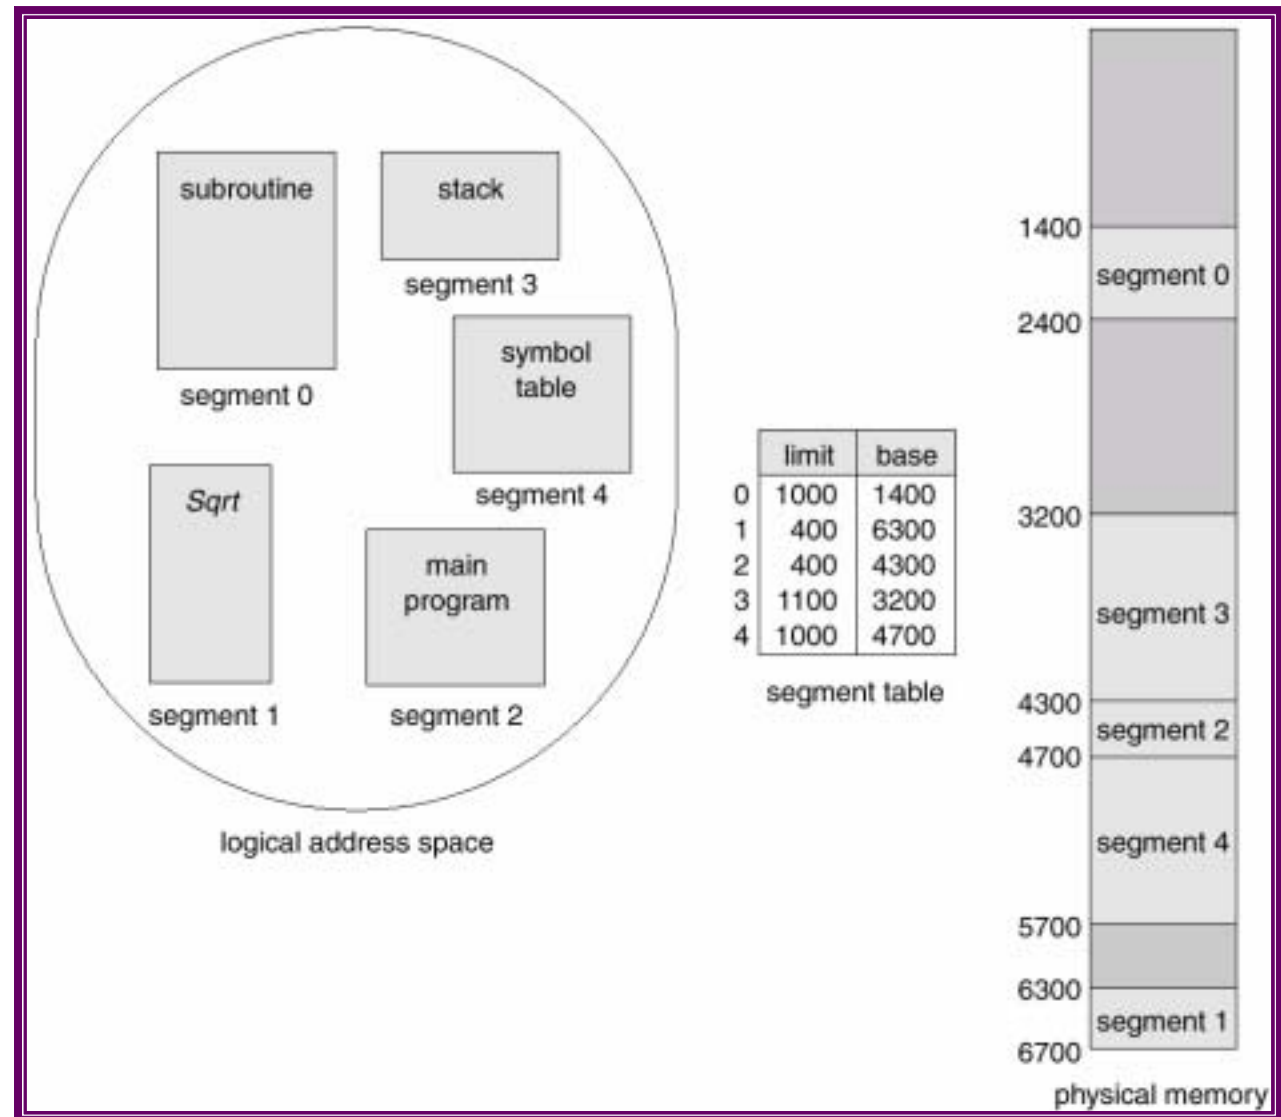 subroutine
stack
segment 3
symbol
table
segment 0
segment 4
Sqrt
main
program
segment 1
segment 2
logical address space
limit base
0 1000 1400
1 400 6300
2 400 4300
3 1100 3200
4 1000 4700
segment table
1400
segment 0
2400
3200
segment 3
4300
segment 2
4700
segment 4
5700
6300
segment 1
6700
physical memory